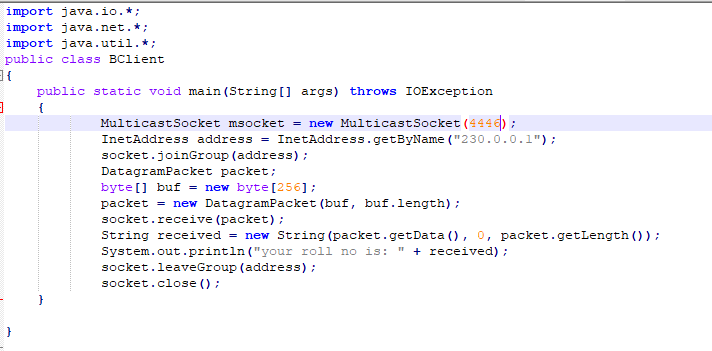 import java.io.*;
import java.net.*;
import java.util.*;
public class BClient
{
public static void main(String[] args) throws IOException
{
MulticastSocket msocket = new MulticastSocket(4446);
InetAddress address = InetAddress.getByName("230.0.0.1");
socket.joinGroup(address);
DatagramPacket packet;
byte[] buf = new byte[256];
packet = new DatagramPacket(buf, buf.length);
socket.receive(packet);
String received = new String(packet.getData(), 0, packet.getLength());
System.out.println("your roll no is: " + received);
socket.leaveGroup(address);
socket.close();
}
}